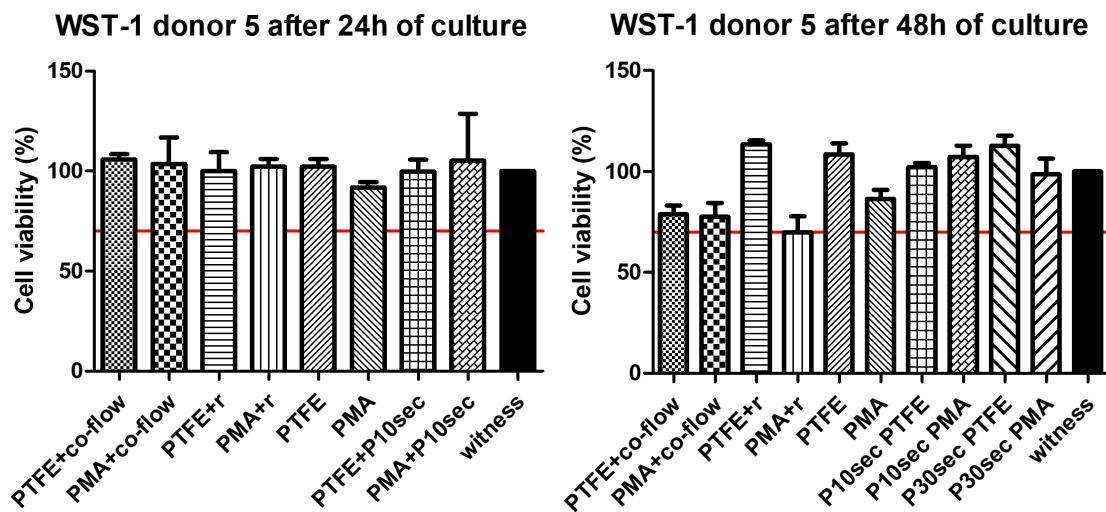 WST-1 donor 5 after 24h of culture
Cell viability (%)
150
100
50
0
PTFE+co-flow
PMA+co-flow
PTFE+r
PMA+r
PTFE
PMA
PTFE+P10sec
PMA+P10sec
witness
WST-1 donor 5 after 48h of culture
Cell viability (%)
150
100
50
0
PTFE+co-flow
PMA+co-flow
PTFE+r
PMA+r
PTFE
PMA
P10sec PTFE
P10sec PMA
P30sec PTFE
P30sec PMA
witness